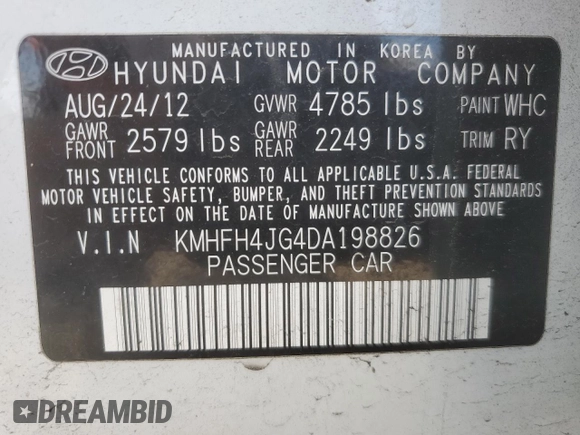 MANUFACTURED IN KOREA BY
HYUNDAI MOTOR COMPANY
AUG/24/12 GVWR 4785 lbs PAINT WHC
GAWR FRONT 2579 lbs GAWR REAR 2249 lbs TRIM RY
THIS VEHICLE CONFORMS TO ALL APPLICABLE U.S.A. FEDERAL
MOTOR VEHICLE SAFETY, BUMPER, AND THEFT PREVENTION STANDARDS
IN EFFECT ON THE DATE OF MANUFACTURE SHOWN ABOVE
V.I.N KMHFH4JG4DA198826
PASSENGER CAR
DREAMBID